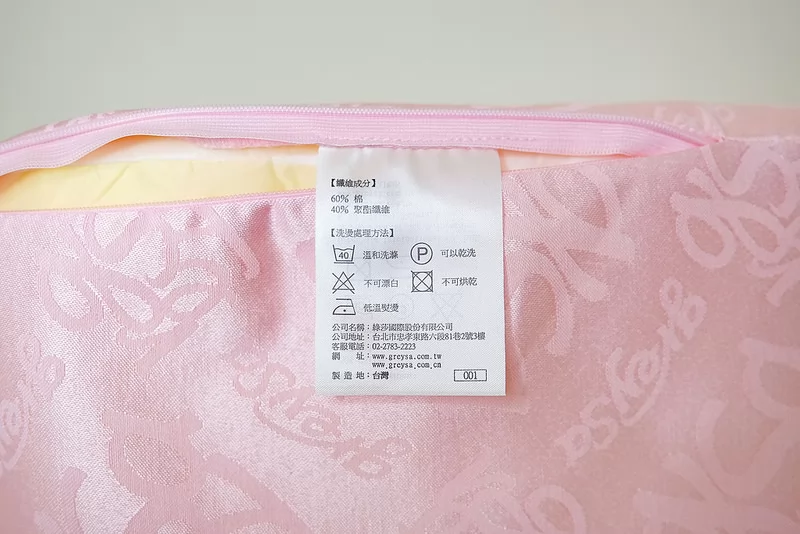 【纖維成分】
60% 棉
40% 聚酯纖維
【洗燙處理方法】
40 溫和洗滌 P 可以乾洗
不可漂白 不可烘乾
低溫熨燙
公司名稱：綠莎國際股份有限公司
公司地址：台北市忠孝東路六段81巷2號3樓
客服電話：02-2783-2223
網 址：www.greysa.com.tw
www.greysa.com.cn
製 造 地：台灣 001
greysa
greysa